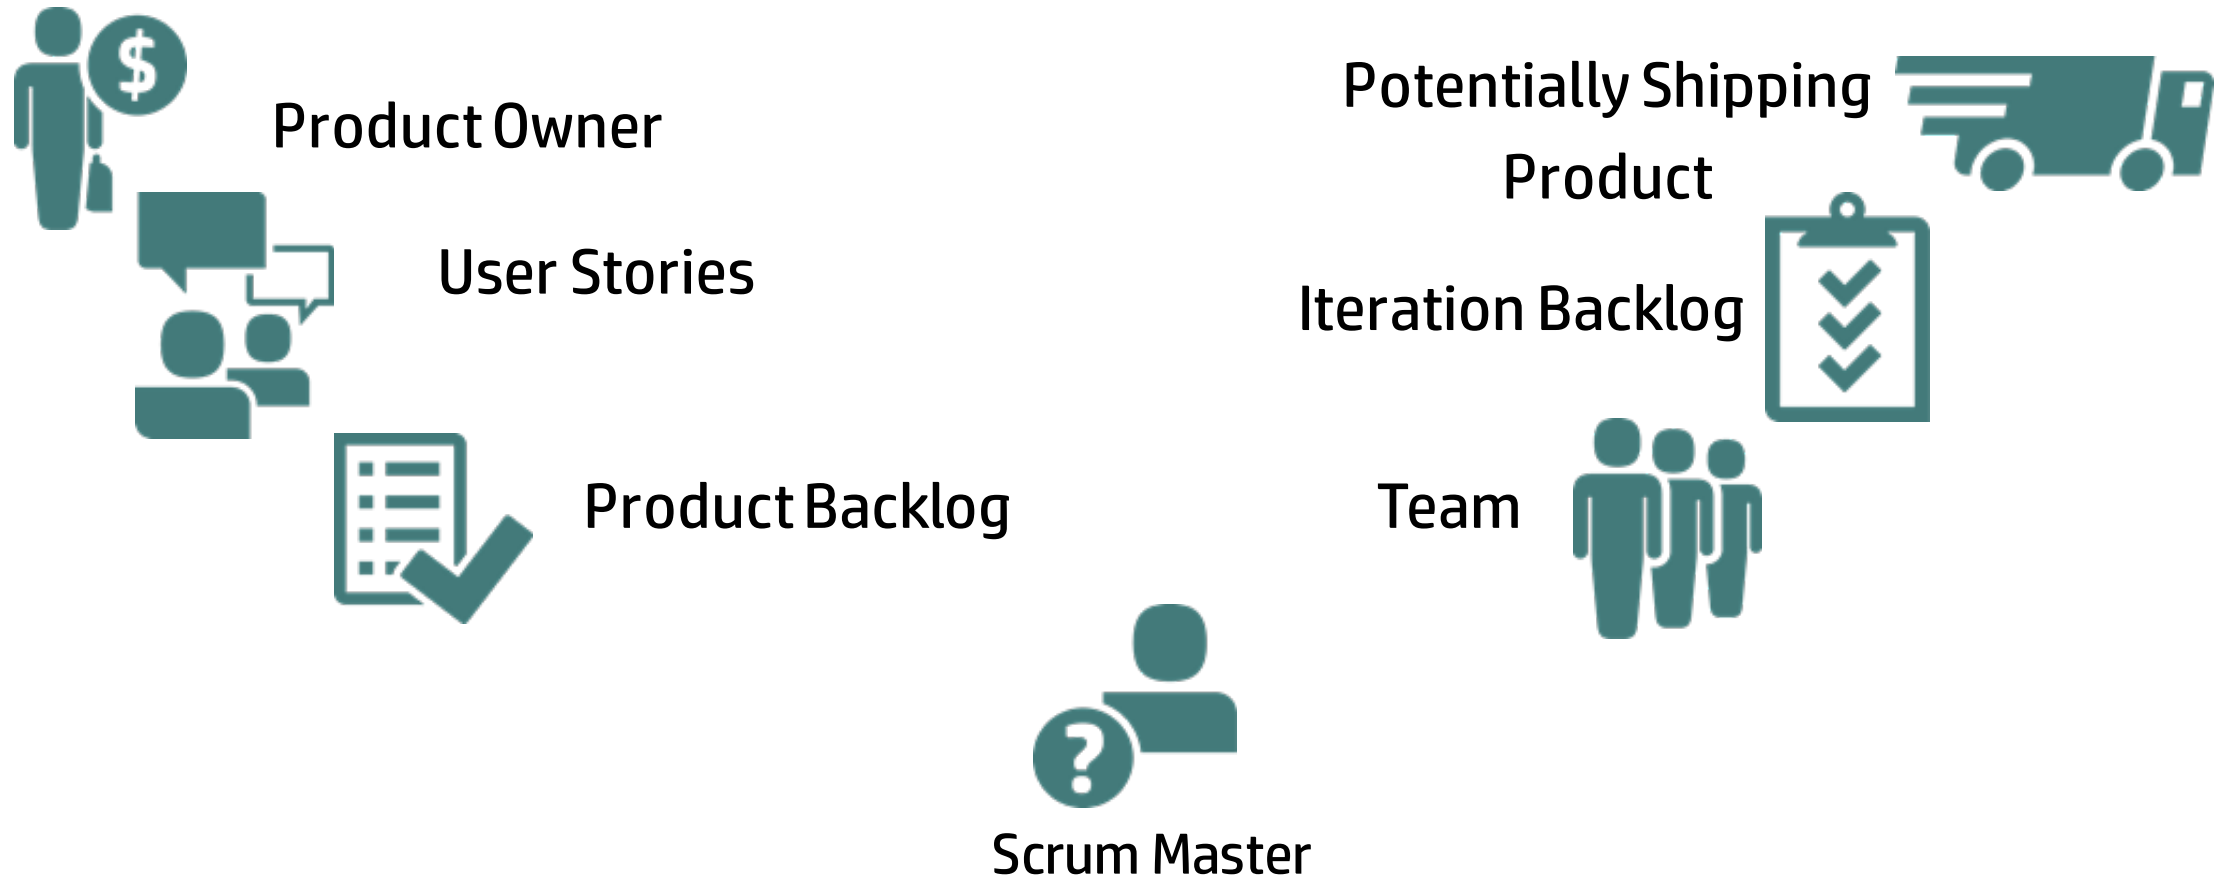 $
Product Owner
User Stories
Product Backlog
?
Scrum Master
Potentially Shipping
Product
Iteration Backlog
Team